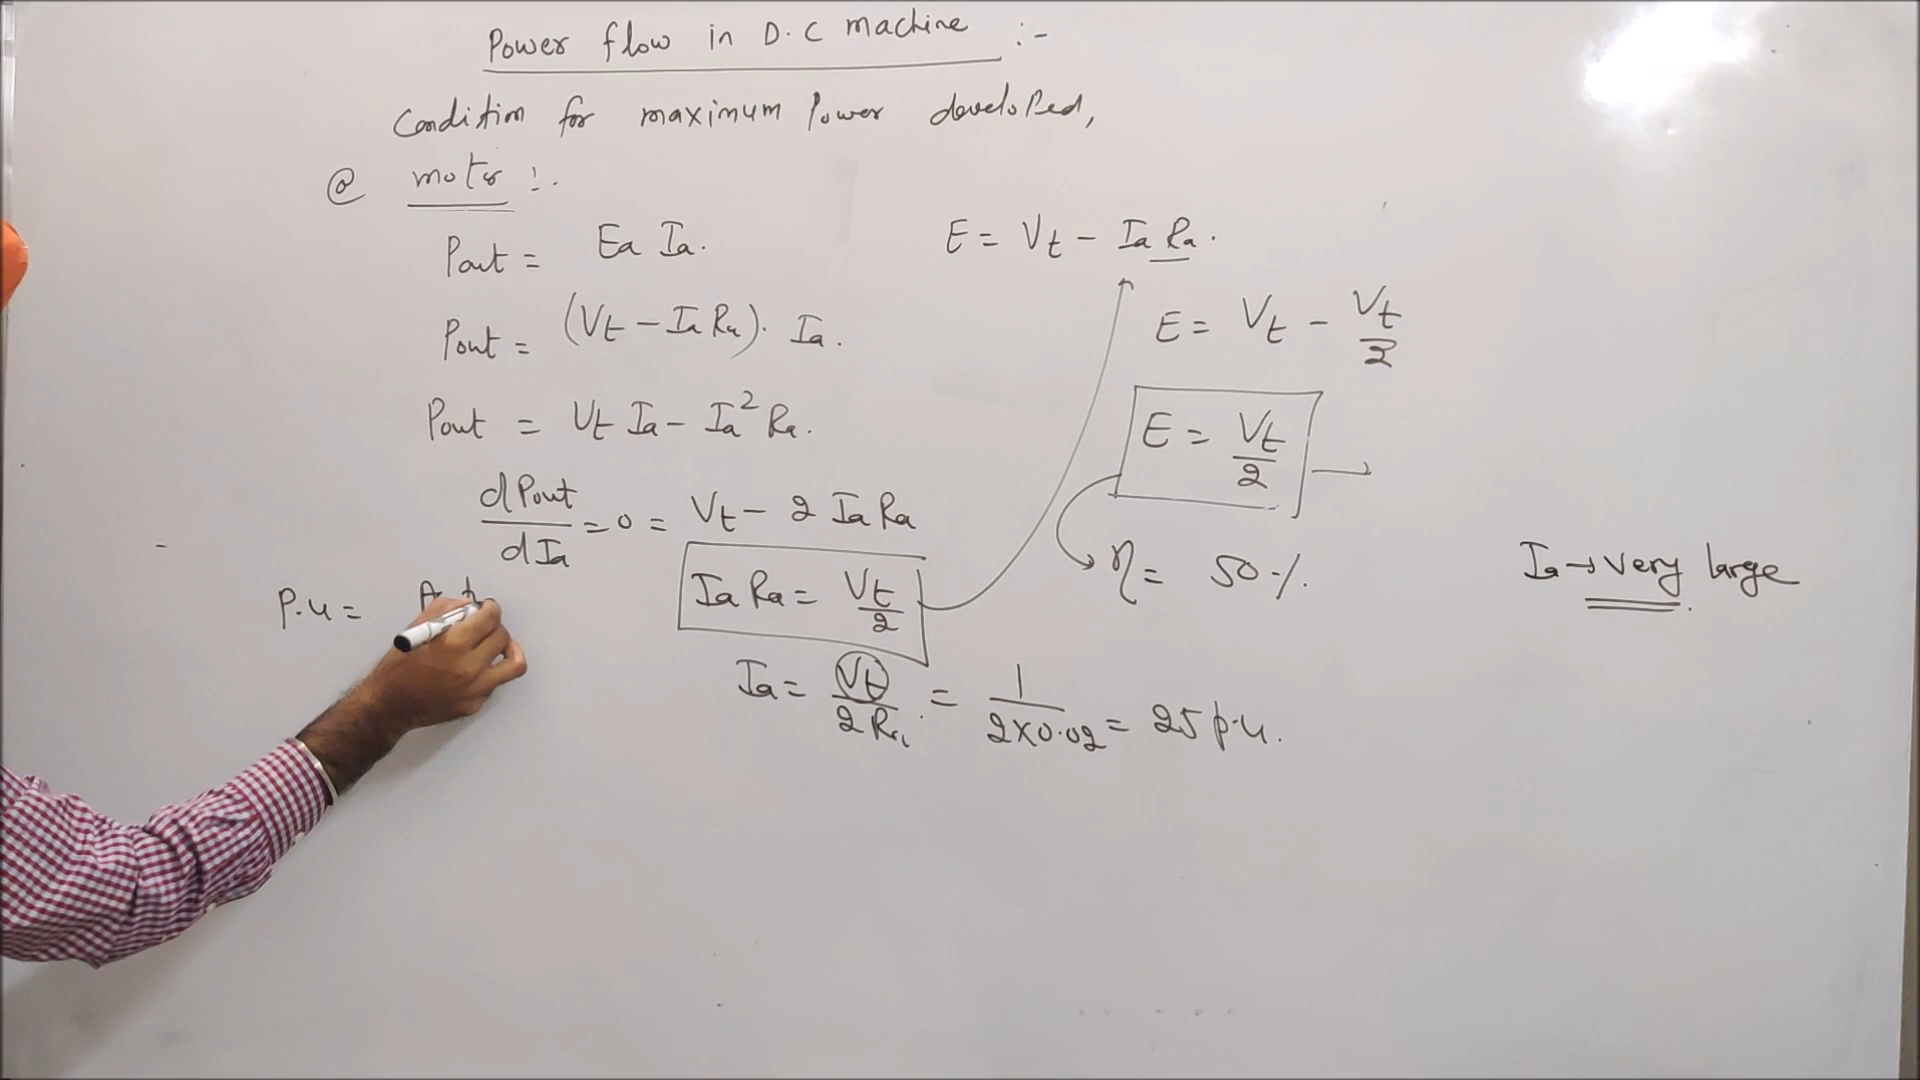 Power flow in D.C machine :-
Condition for maximum Power developed,
@ motor :.
Pout = Ea Ia.
Pout = (Vt - Ia Ra). Ia.
Pout = Vt Ia - Ia² Ra.
dPout/dIa = 0 = Vt - 2 Ia Ra
Ia Ra = Vt/2
Ia = Vt/2Ra = 1/2×0.02 = 25 p.u.
P.u =
E = Vt - Ia Ra.
E = Vt - Vt/2
E = Vt/2 →
η = 50 %.
Ia → very large